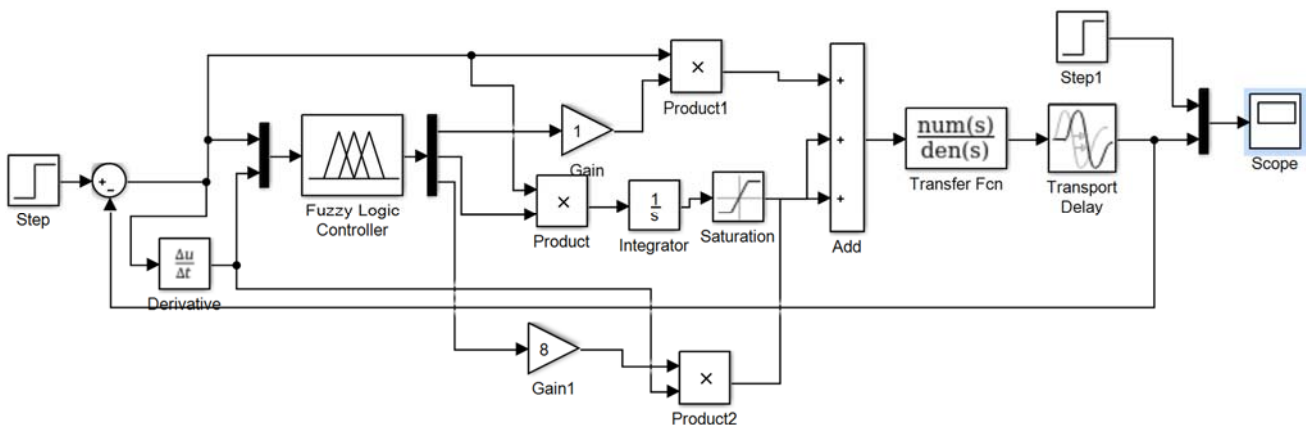 Step
+
−
Δu
Δt
Derivative
Fuzzy Logic
Controller
1
Gain
×
Product1
×
Product
1
s
Integrator
Saturation
8
Gain1
×
Product2
+
+
+
Add
num(s)
den(s)
Transfer Fcn
Transport
Delay
Step1
Scope